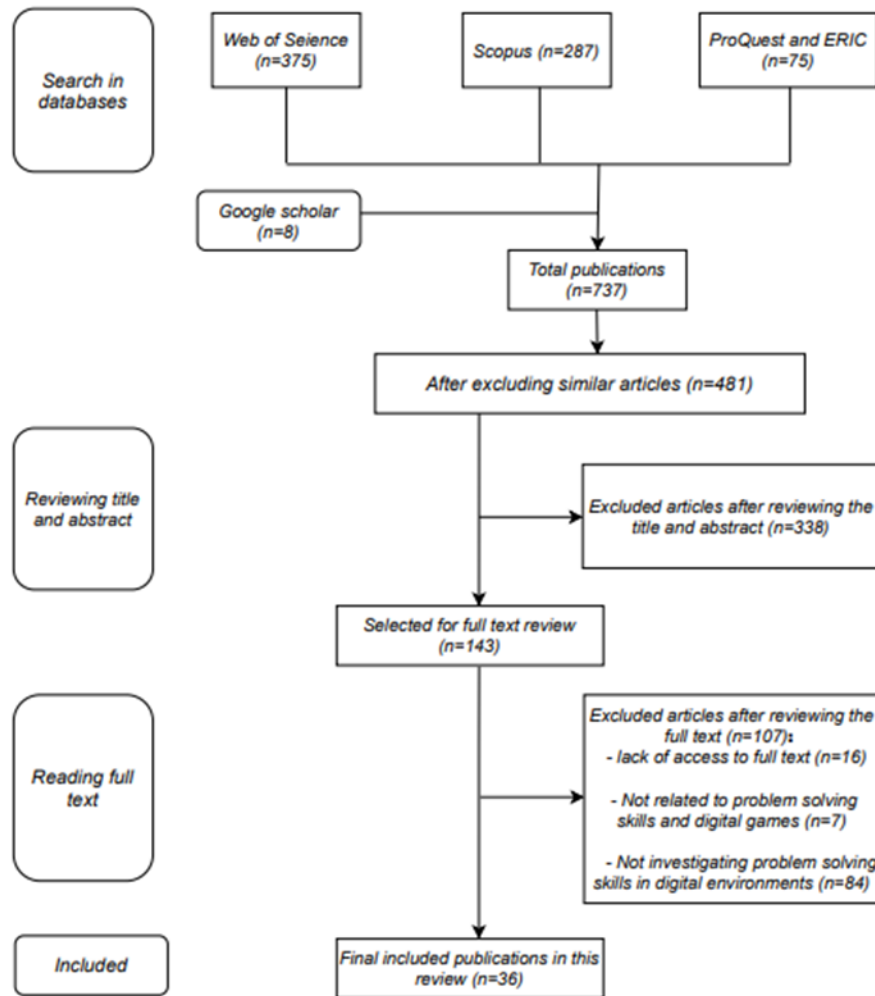 Search in
databases
Web of Seience
(n=375)
Scopus (n=287)
ProQuest and ERIC
(n=75)
Google scholar
(n=8)
Total publications
(n=737)
After excluding similar articles (n=481)
Reviewing title
and abstract
Excluded articles after reviewing the
title and abstract (n=338)
Selected for full text review
(n=143)
Reading full
text
Excluded articles after reviewing the
full text (n=107):
- lack of access to full text (n=16)
- Not related to problem solving
skills and digital games (n=7)
- Not investigating problem solving
skills in digital environments (n=84)
Included
Final included publications in this
review (n=36)